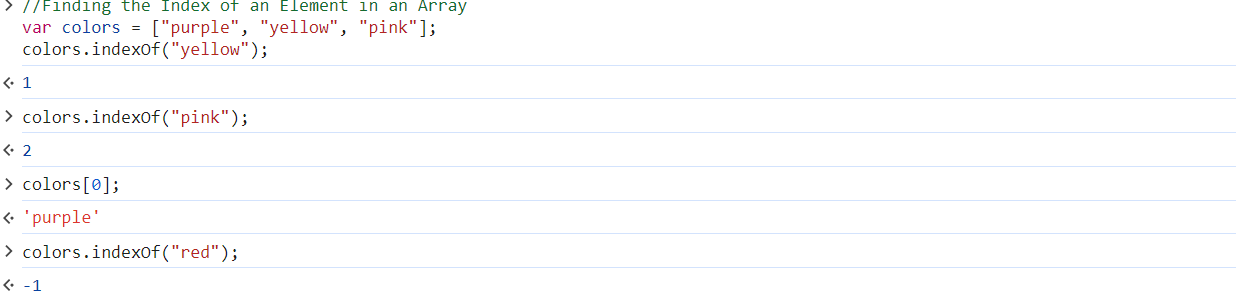 //Finding the Index of an Element in an Array
var colors = ["purple", "yellow", "pink"];
colors.indexOf("yellow");
1
colors.indexOf("pink");
2
colors[0];
'purple'
colors.indexOf("red");
-1